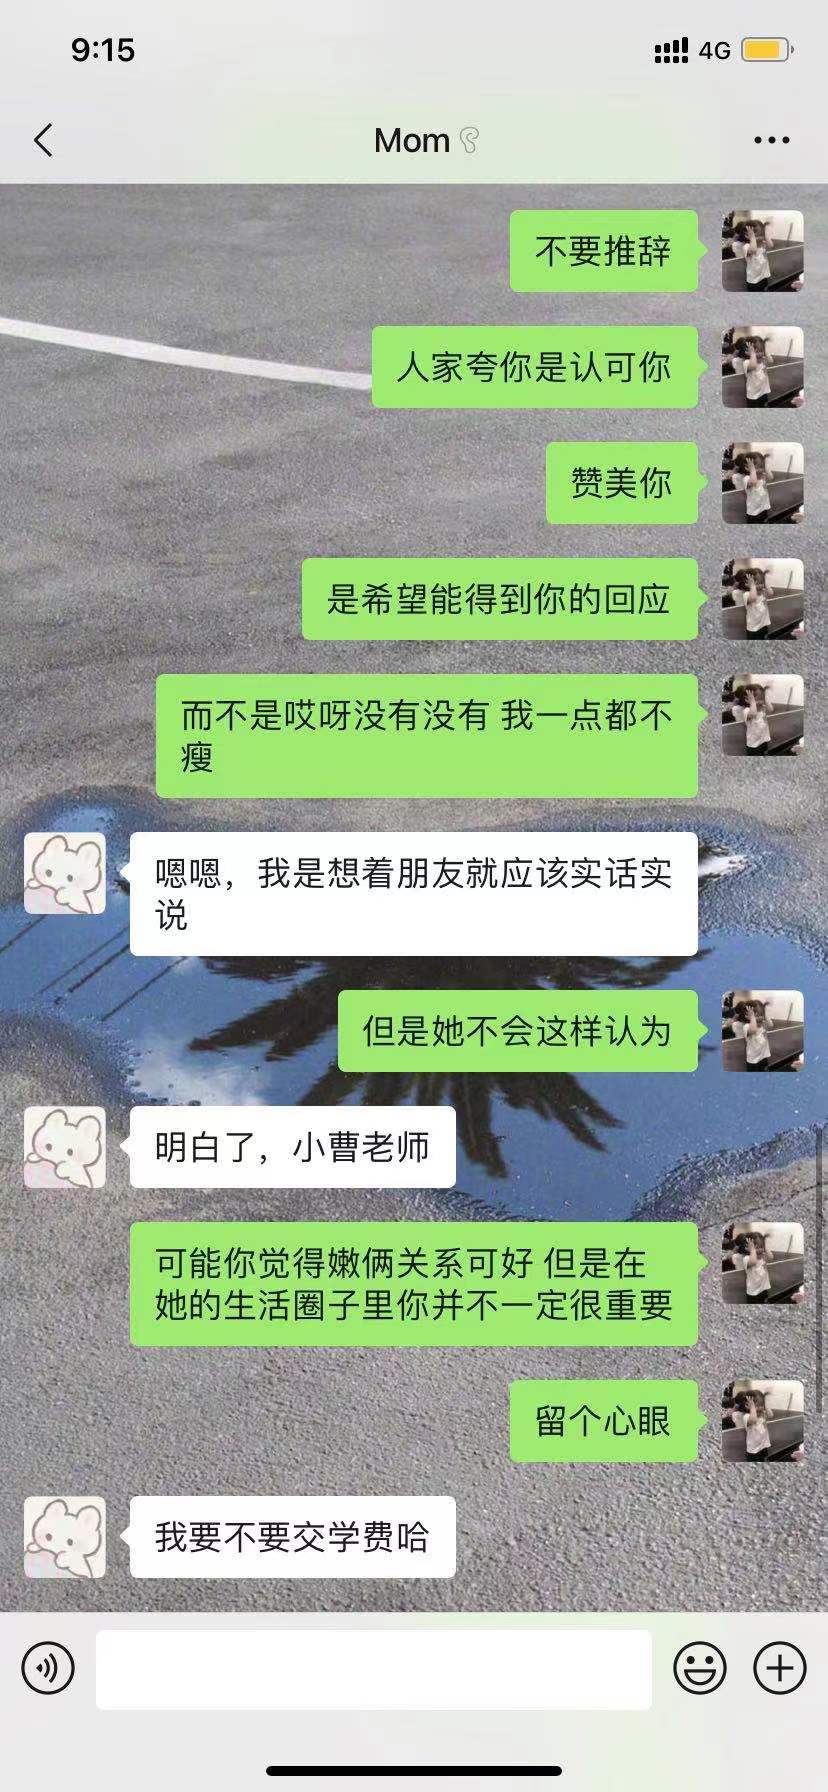 9:15
4G
Mom
不要推辞
人家夸你是认可你
赞美你
是希望能得到你的回应
而不是哎呀没有没有 我一点都不
瘦
嗯嗯，我是想着朋友就应该实话实
说
但是她不会这样认为
明白了，小曹老师
可能你觉得嫩俩关系可好 但是在
她的生活圈子里你并不一定很重要
留个心眼
我要不要交学费哈